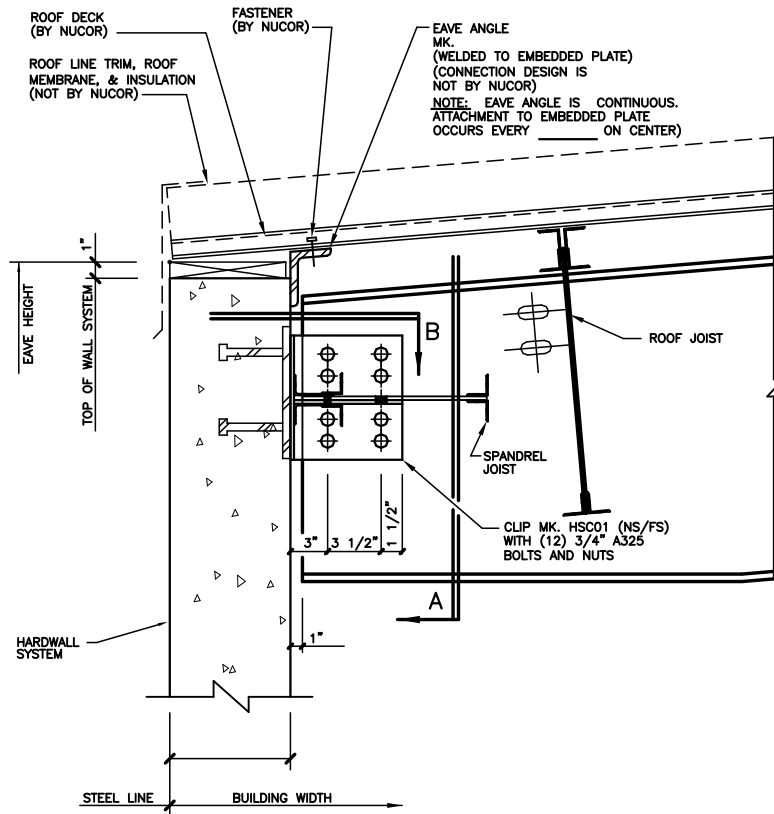 ROOF DECK
(BY NUCOR)
FASTENER
(BY NUCOR)
EAVE ANGLE
MK.
(WELDED TO EMBEDDED PLATE)
(CONNECTION DESIGN IS
NOT BY NUCOR)
NOTE: EAVE ANGLE IS CONTINUOUS.
ATTACHMENT TO EMBEDDED PLATE
OCCURS EVERY ______ ON CENTER)
ROOF LINE TRIM, ROOF
MEMBRANE, & INSULATION
(NOT BY NUCOR)
1"
EAVE HEIGHT
TOP OF WALL SYSTEM
B
ROOF JOIST
SPANDREL
JOIST
CLIP MK. HSC01 (NS/FS)
WITH (12) 3/4" A325
BOLTS AND NUTS
3"
3 1/2"
1 1/2"
A
1"
HARDWALL
SYSTEM
STEEL LINE
BUILDING WIDTH